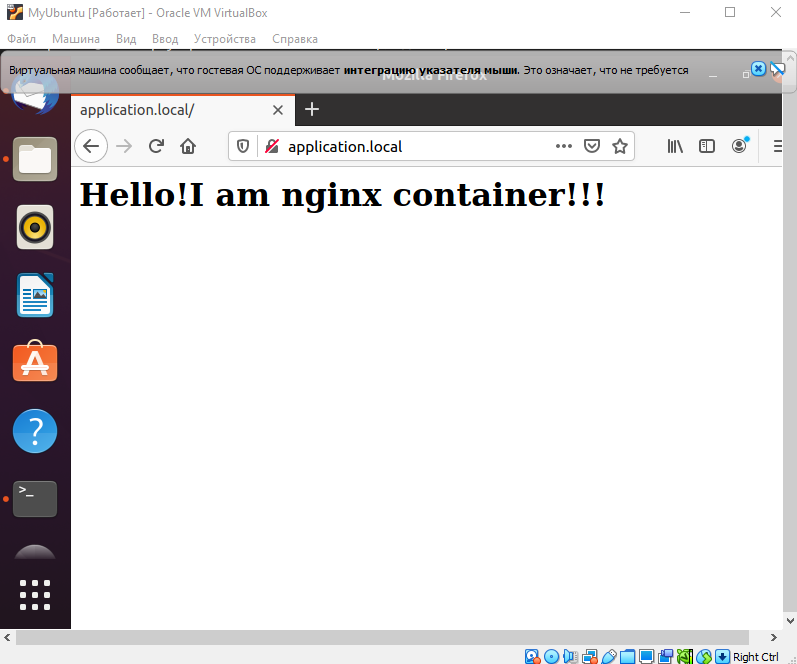 MyUbuntu [Работает] - Oracle VM VirtualBox
Файл Машина Вид Ввод Устройства Справка
Виртуальная машина сообщает, что гостевая ОС поддерживает интеграцию указателя мыши. Это означает, что не требуется
Mozilla Firefox
application.local/
application.local
Hello!I am nginx container!!!
Right Ctrl